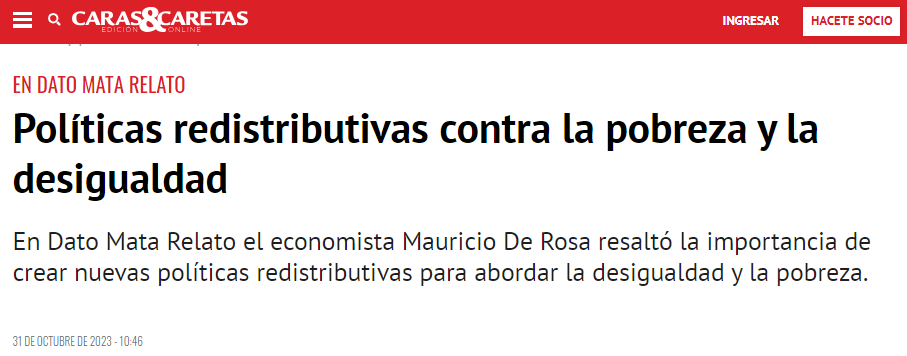 CARAS&CARETAS
EDICIÓN ONLINE
INGRESAR
HACETE SOCIO
EN DATO MATA RELATO
Políticas redistributivas contra la pobreza y la
desigualdad
En Dato Mata Relato el economista Mauricio De Rosa resaltó la importancia de
crear nuevas políticas redistributivas para abordar la desigualdad y la pobreza.
31 DE OCTUBRE DE 2023 - 10:46